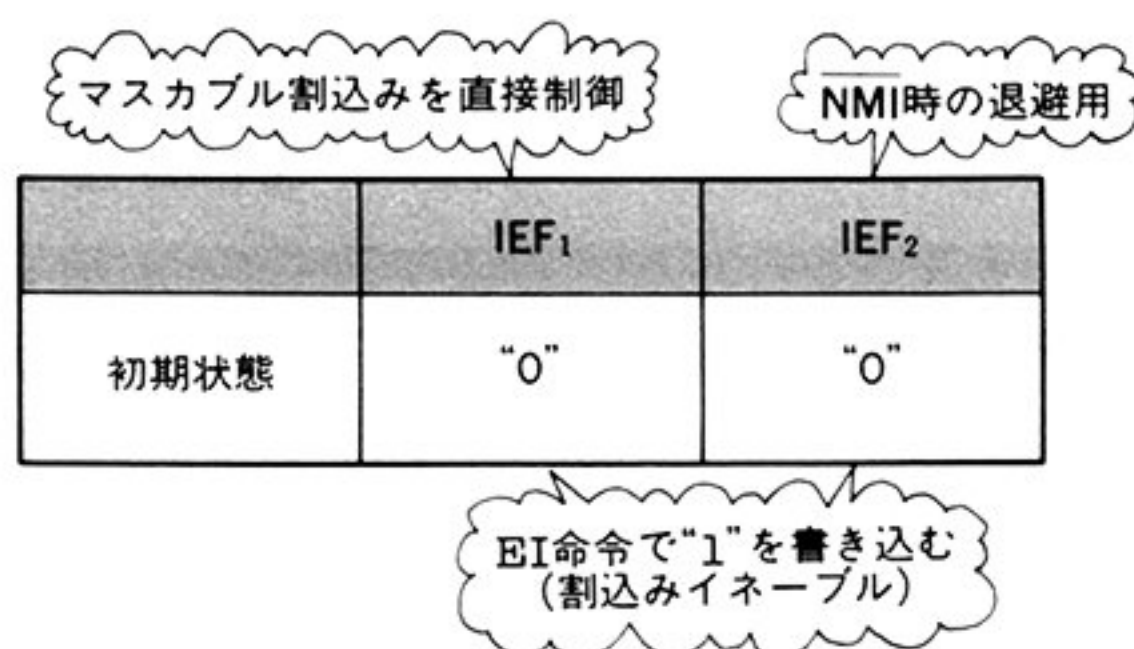 マスカブル割込みを直接制御
NMI時の退避用
IEF₁ IEF₂
初期状態 “0” “0”
EI命令で“1”を書き込む
(割込みイネーブル)